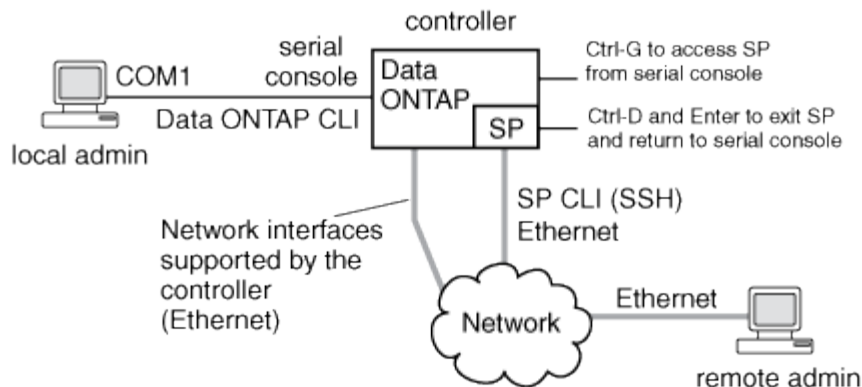 controller
serial
console
COM1
Data ONTAP CLI
local admin
Data
ONTAP
SP
Ctrl-G to access SP
from serial console
Ctrl-D and Enter to exit SP
and return to serial console
Network interfaces
supported by the
controller
(Ethernet)
SP CLI (SSH)
Ethernet
Network
Ethernet
remote admin